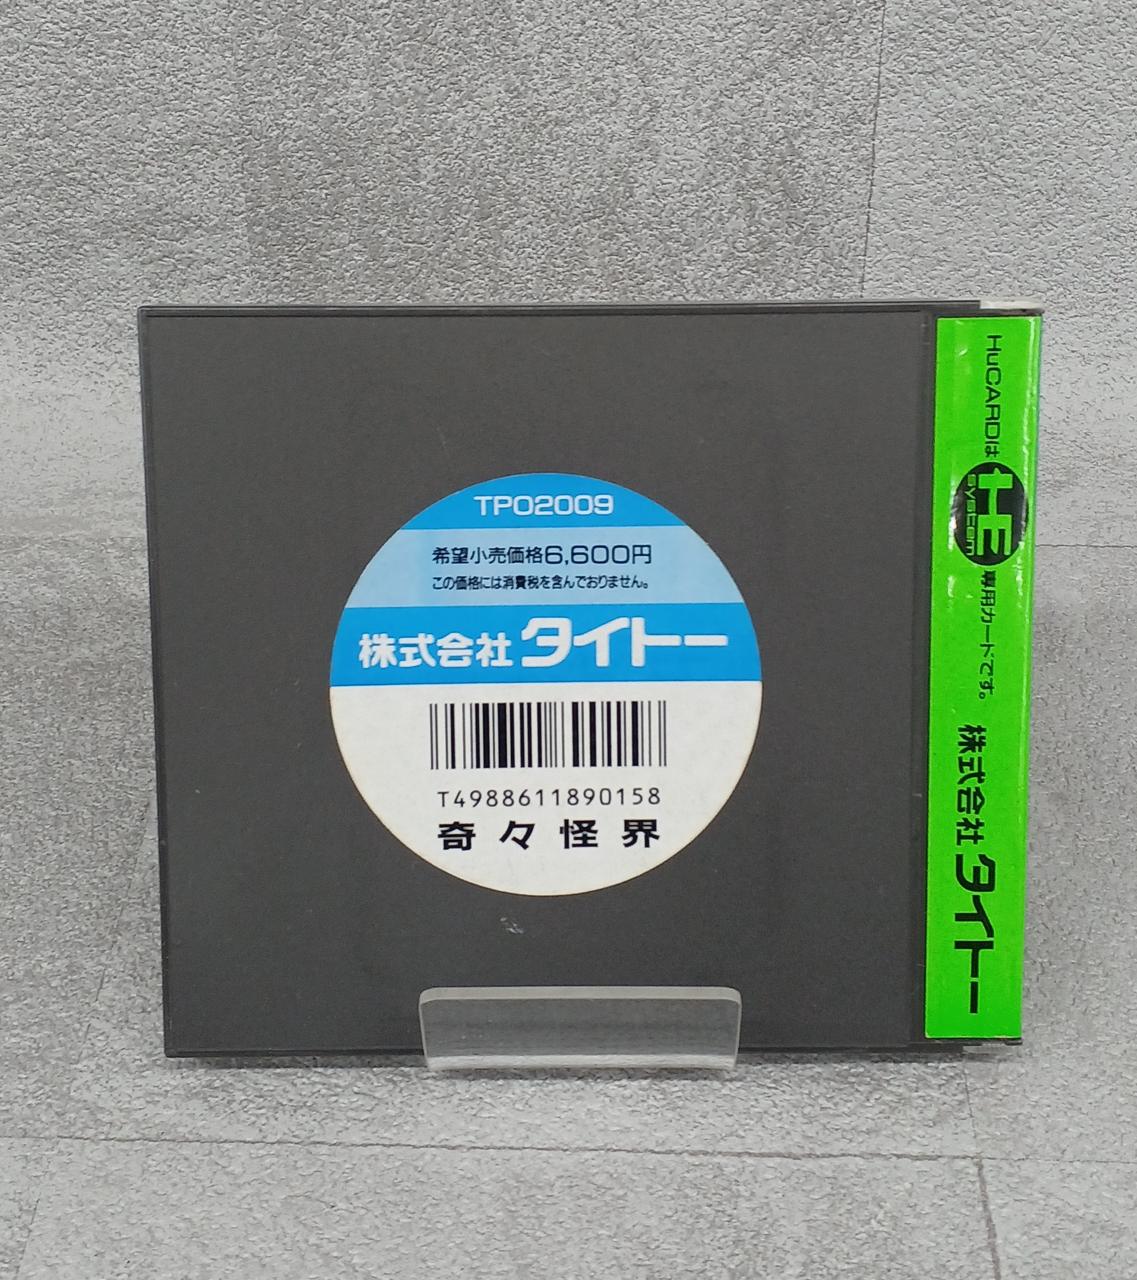 TP02009
希望小売価格6,600円
この価格には消費税を含んでおりません。
株式会社タイトー
T4988611890158
奇々怪界
HuCARDは HE system 専用カードです。 株式会社タイトー